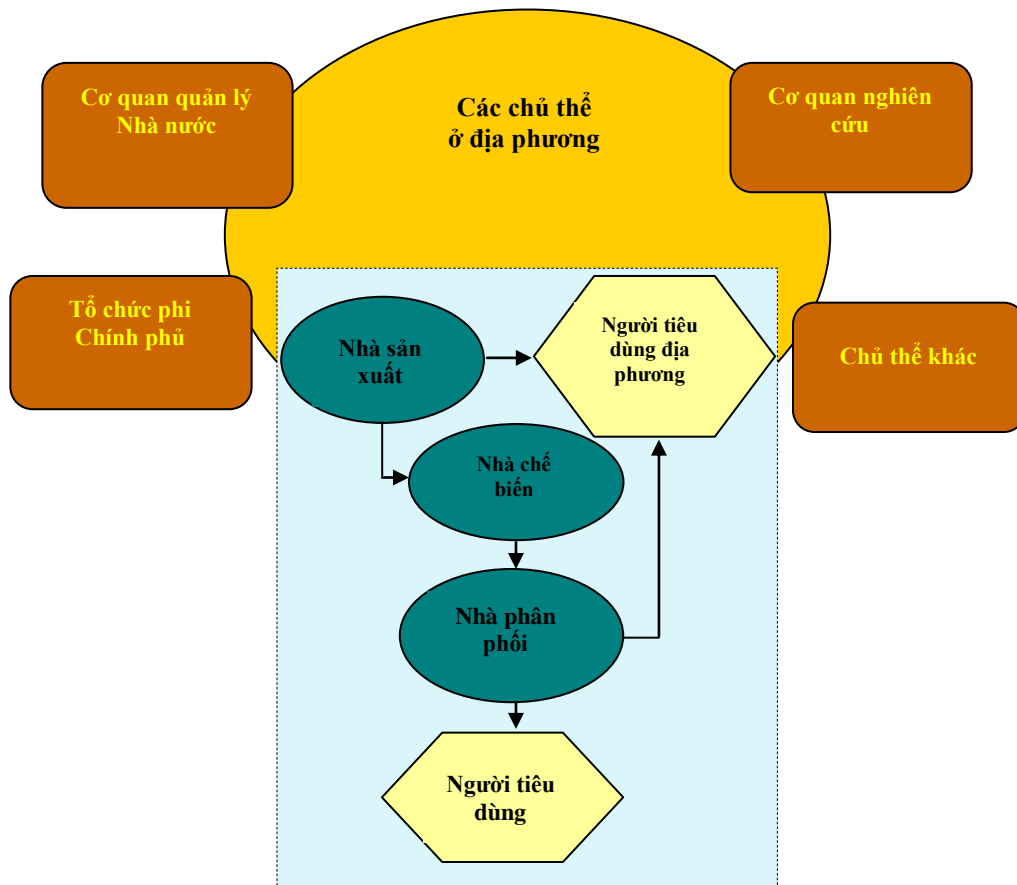 Cơ quan quản lý
Nhà nước
Các chủ thể
ở địa phương
Cơ quan nghiên
cứu
Tổ chức phi
Chính phủ
Nhà sản
xuất
Người tiêu
dùng địa
phương
Chủ thể khác
Nhà chế
biến
Nhà phân
phối
Người tiêu
dùng